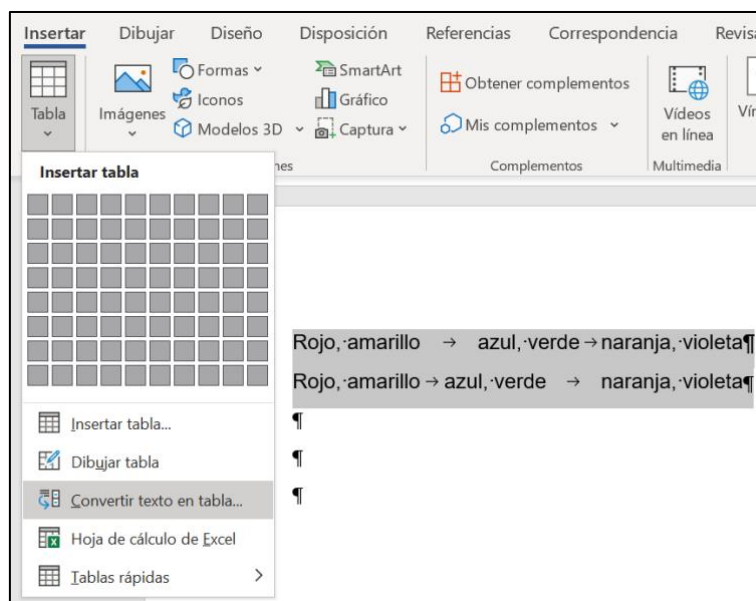 Insertar Dibujar Diseño Disposición Referencias Correspondencia Revisa
Tabla
Imágenes
Formas
Iconos
Modelos 3D
SmartArt
Gráfico
Captura
Obtener complementos
Mis complementos
Complementos
Vídeos
en línea
Multimedia
Insertar tabla
Insertar tabla...
Dibujar tabla
Convertir texto en tabla...
Hoja de cálculo de Excel
Tablas rápidas
Rojo,·amarillo → azul,·verde → naranja,·violeta¶
Rojo,·amarillo → azul,·verde → naranja,·violeta¶
¶
¶
¶